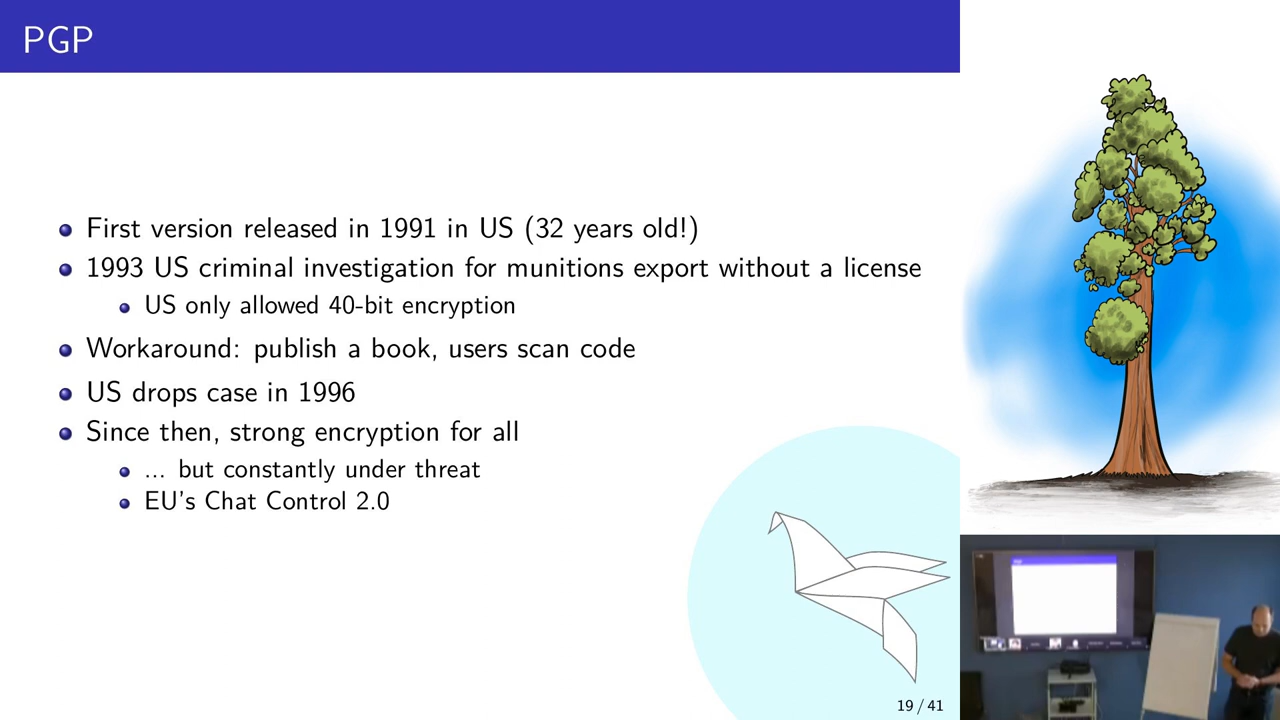 PGP
First version released in 1991 in US (32 years old!)
1993 US criminal investigation for munitions export without a license
US only allowed 40-bit encryption
Workaround: publish a book, users scan code
US drops case in 1996
Since then, strong encryption for all
... but constantly under threat
EU's Chat Control 2.0
19 / 41